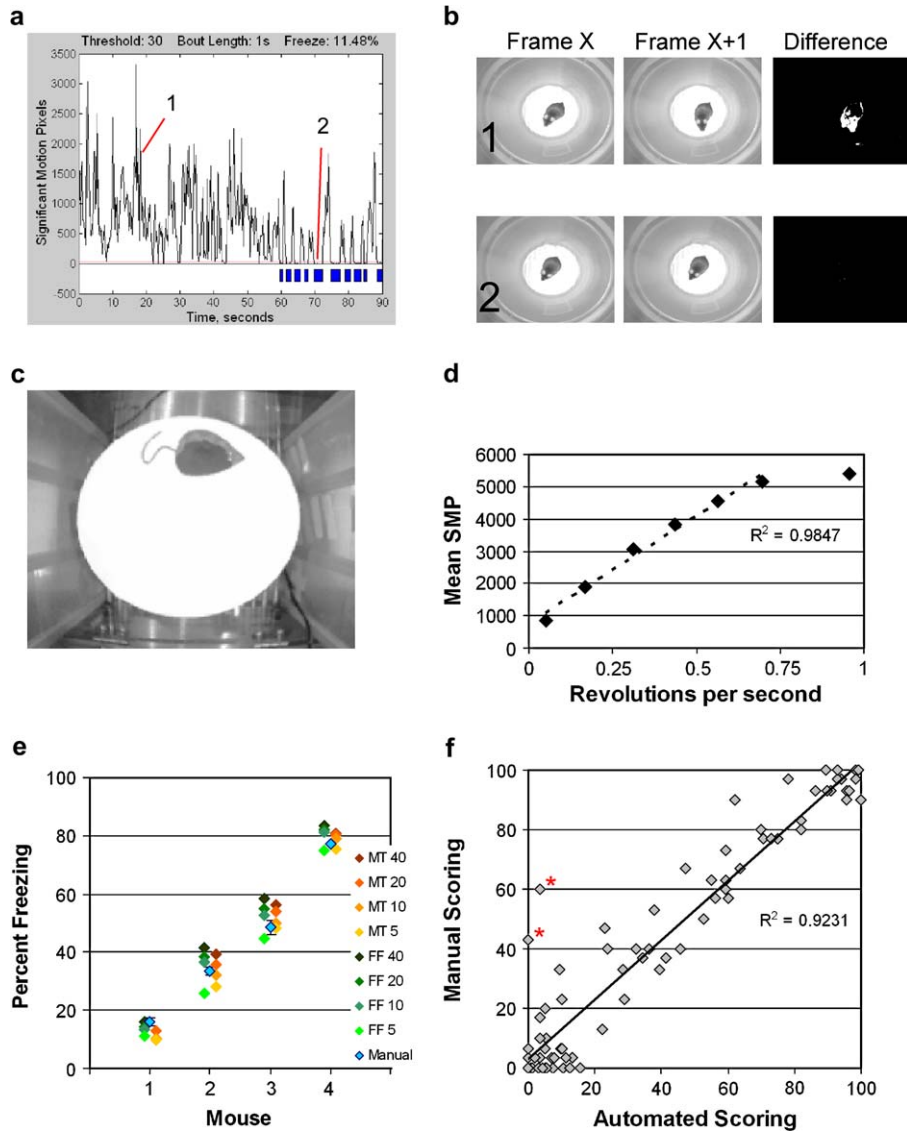 a
Threshold: 30 Bout Length: 1s Freeze: 11.48%
3500
3000
2500
2000
1500
1000
500
0
-500
Significant Motion Pixels
1
2
0 10 20 30 40 50 60 70 80 90
Time, seconds
b
Frame X Frame X+1 Difference
1
2
c
d
6000
5000
4000
3000
2000
1000
0
Mean SMP
R² = 0.9847
0 0.25 0.5 0.75 1
Revolutions per second
e
100
80
60
40
20
0
Percent Freezing
MT 40
MT 20
MT 10
MT 5
FF 40
FF 20
FF 10
FF 5
Manual
1 2 3 4
Mouse
f
100
80
60
40
20
0
Manual Scoring
*
*
R² = 0.9231
0 20 40 60 80 100
Automated Scoring